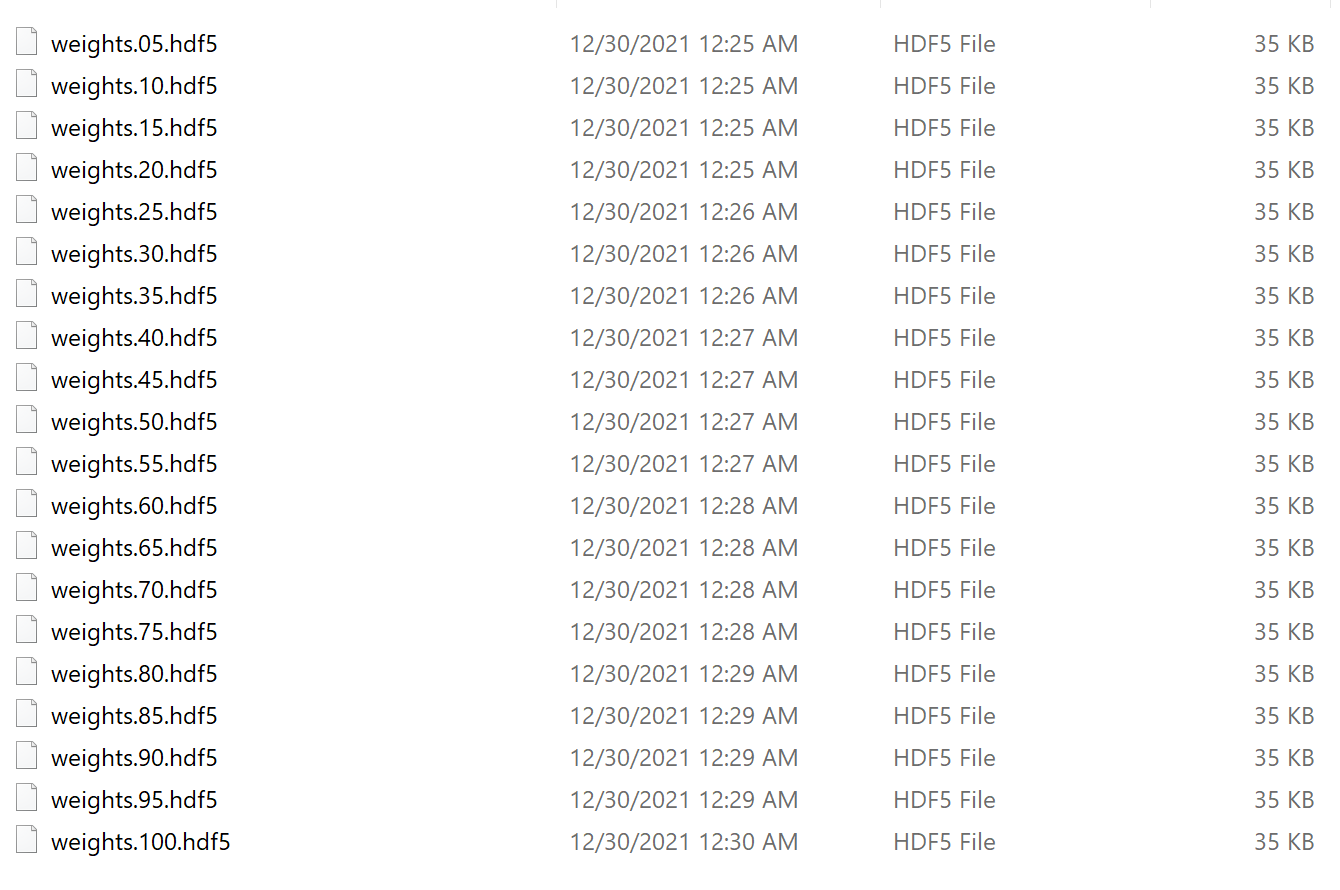 weights.05.hdf5 12/30/2021 12:25 AM HDF5 File 35 KB
weights.10.hdf5 12/30/2021 12:25 AM HDF5 File 35 KB
weights.15.hdf5 12/30/2021 12:25 AM HDF5 File 35 KB
weights.20.hdf5 12/30/2021 12:25 AM HDF5 File 35 KB
weights.25.hdf5 12/30/2021 12:26 AM HDF5 File 35 KB
weights.30.hdf5 12/30/2021 12:26 AM HDF5 File 35 KB
weights.35.hdf5 12/30/2021 12:26 AM HDF5 File 35 KB
weights.40.hdf5 12/30/2021 12:27 AM HDF5 File 35 KB
weights.45.hdf5 12/30/2021 12:27 AM HDF5 File 35 KB
weights.50.hdf5 12/30/2021 12:27 AM HDF5 File 35 KB
weights.55.hdf5 12/30/2021 12:27 AM HDF5 File 35 KB
weights.60.hdf5 12/30/2021 12:28 AM HDF5 File 35 KB
weights.65.hdf5 12/30/2021 12:28 AM HDF5 File 35 KB
weights.70.hdf5 12/30/2021 12:28 AM HDF5 File 35 KB
weights.75.hdf5 12/30/2021 12:28 AM HDF5 File 35 KB
weights.80.hdf5 12/30/2021 12:29 AM HDF5 File 35 KB
weights.85.hdf5 12/30/2021 12:29 AM HDF5 File 35 KB
weights.90.hdf5 12/30/2021 12:29 AM HDF5 File 35 KB
weights.95.hdf5 12/30/2021 12:29 AM HDF5 File 35 KB
weights.100.hdf5 12/30/2021 12:30 AM HDF5 File 35 KB